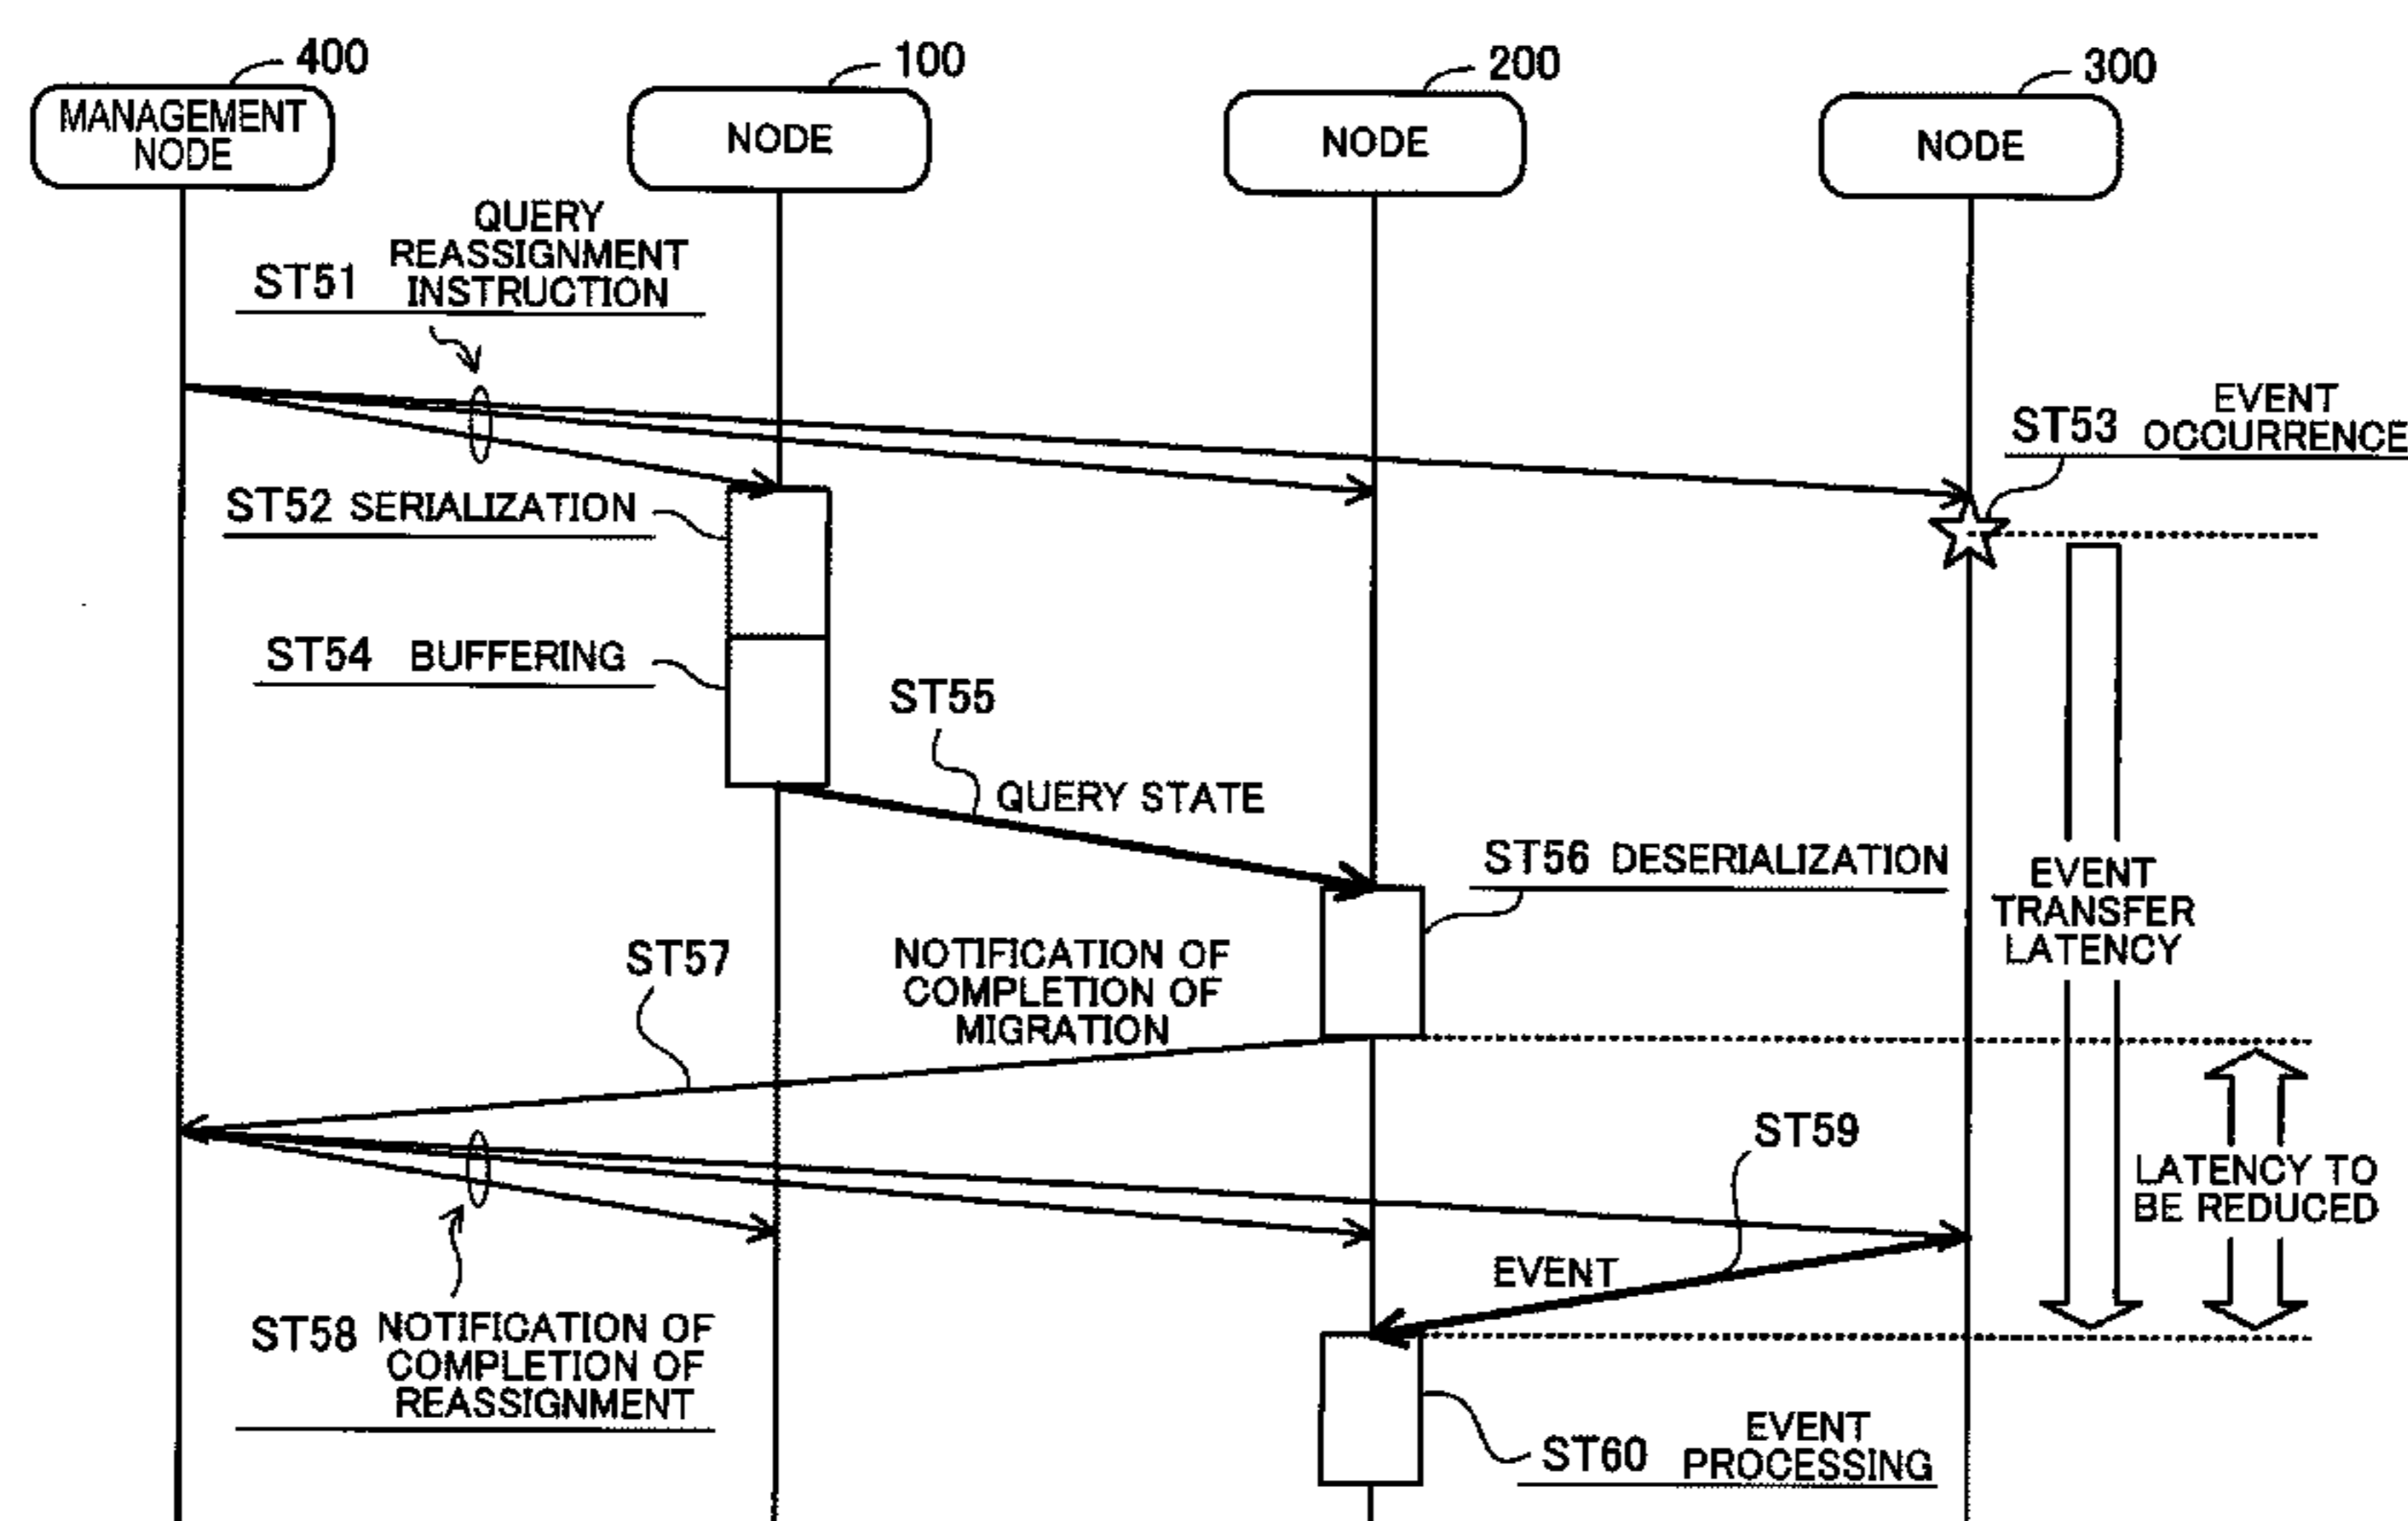 400
MANAGEMENT
NODE
100
NODE
200
NODE
300
NODE
ST51
QUERY
REASSIGNMENT
INSTRUCTION
ST53
EVENT
OCCURRENCE
ST52 SERIALIZATION
ST54 BUFFERING
ST55
QUERY STATE
ST56 DESERIALIZATION
EVENT
TRANSFER
LATENCY
ST57
NOTIFICATION OF
COMPLETION OF
MIGRATION
ST59
LATENCY TO
BE REDUCED
EVENT
ST58
NOTIFICATION OF
COMPLETION OF
REASSIGNMENT
ST60
EVENT
PROCESSING